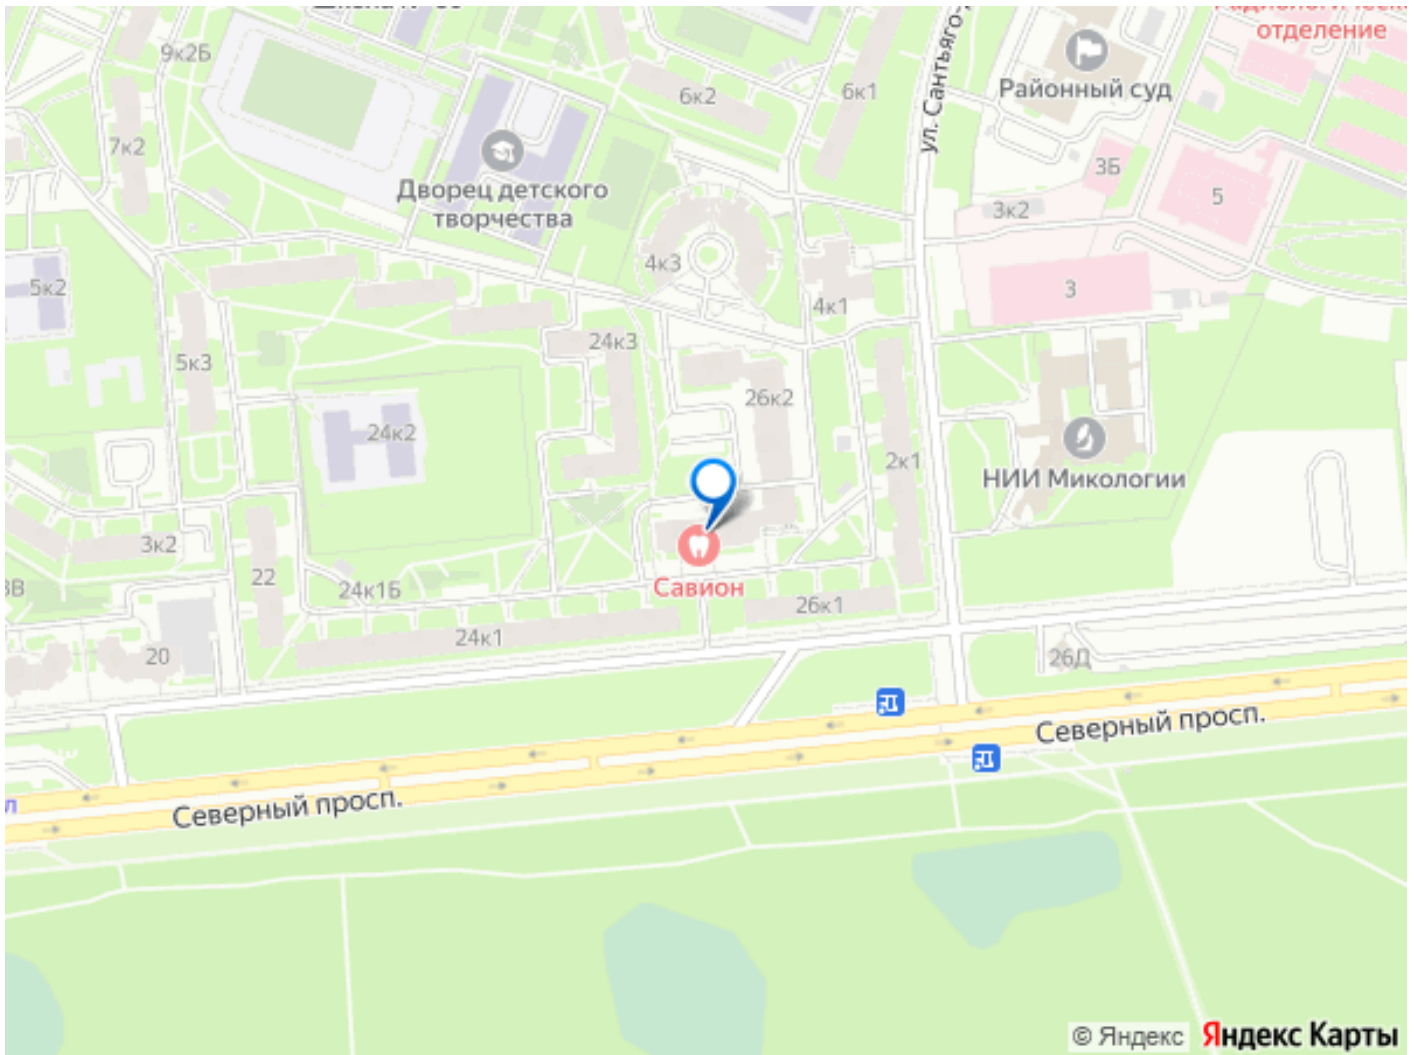 9к2Б
отделение
6к2
6к1
ул. Сантьяго-
Районный суд
7к2
Дворец детского
творчества
3Б
5
3к2
4к3
5к2
3
4к1
24к3
5к3
26к2
24к2
2к1
НИИ Микологии
3к2
22
24к1Б
Савион
26к1
24к1
20
26Д
Северный просп.
Северный просп.
© Яндекс
Яндекс Карты